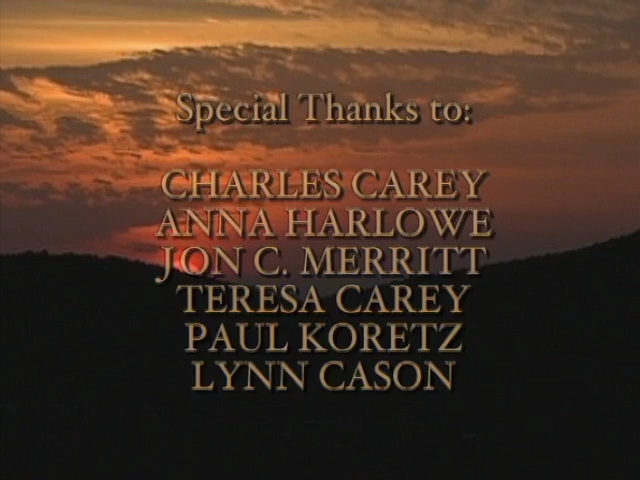 Special Thanks to:
CHARLES CAREY
ANNA HARLOWE
JON C. MERRITT
TERESA CAREY
PAUL KORETZ
LYNN CASON